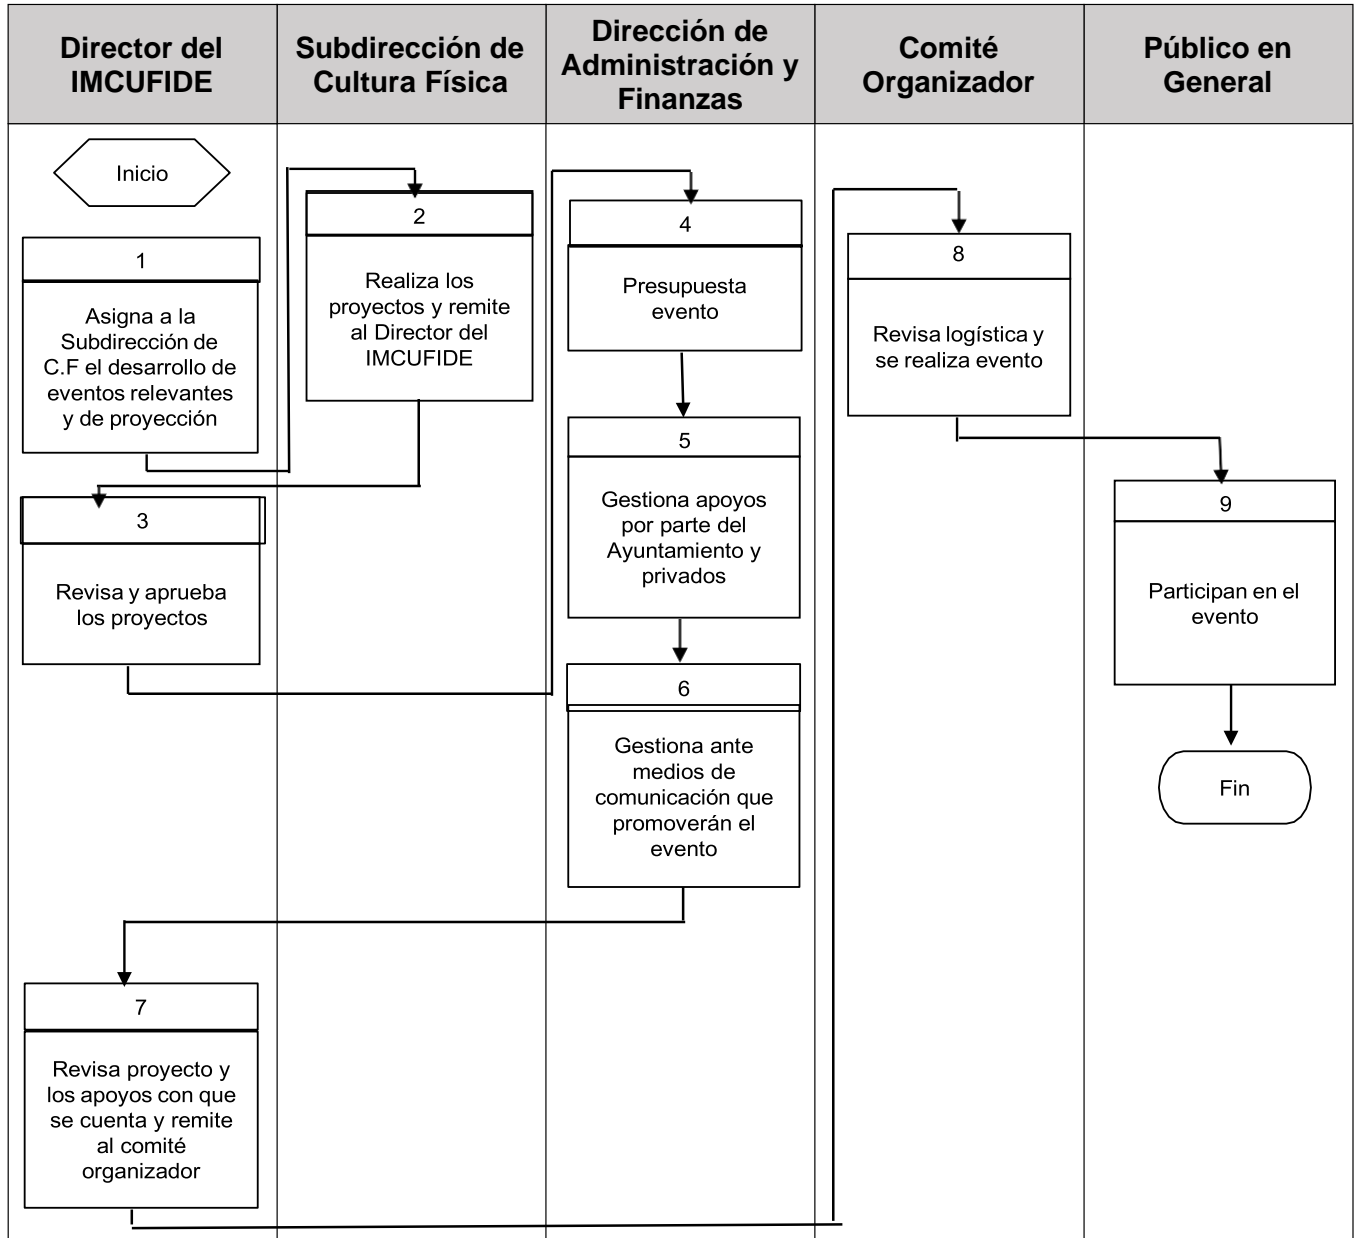 Director del
IMCUFIDE
Subdirección de
Cultura Física
Dirección de
Administración y
Finanzas
Comité
Organizador
Público en
General
Inicio
1
Asigna a la
Subdirección de
C.F el desarrollo de
eventos relevantes
y de proyección
2
Realiza los
proyectos y remite
al Director del
IMCUFIDE
3
Revisa y aprueba
los proyectos
4
Presupuesta
evento
5
Gestiona apoyos
por parte del
Ayuntamiento y
privados
6
Gestiona ante
medios de
comunicación que
promoverán el
evento
7
Revisa proyecto y
los apoyos con que
se cuenta y remite
al comité
organizador
8
Revisa logística y
se realiza evento
9
Participan en el
evento
Fin